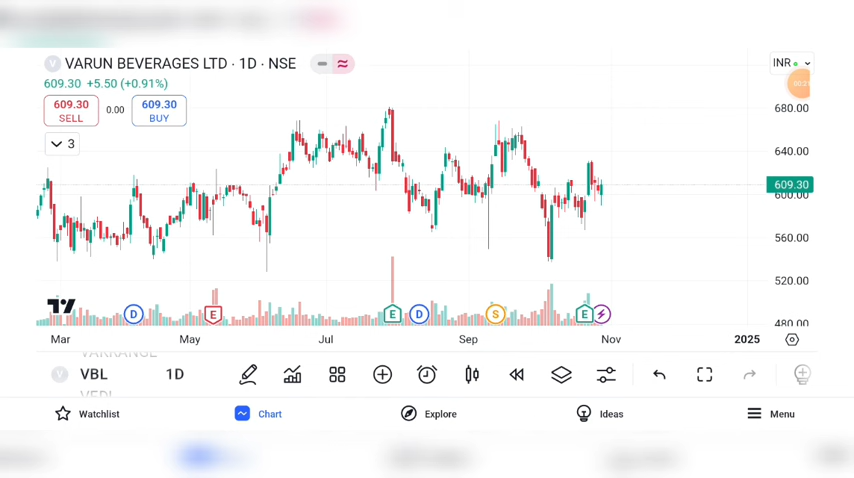 V VARUN BEVERAGES LTD · 1D · NSE
INR
609.30 +5.50 (+0.91%)
609.30 SELL 0.00 609.30 BUY
3
680.00
640.00
609.30
600.00
560.00
520.00
480.00
D E E D S E
Mar May Jul Sep Nov 2025
VARRANGE
V VBL 1D
VEDL
Watchlist Chart Explore Ideas Menu